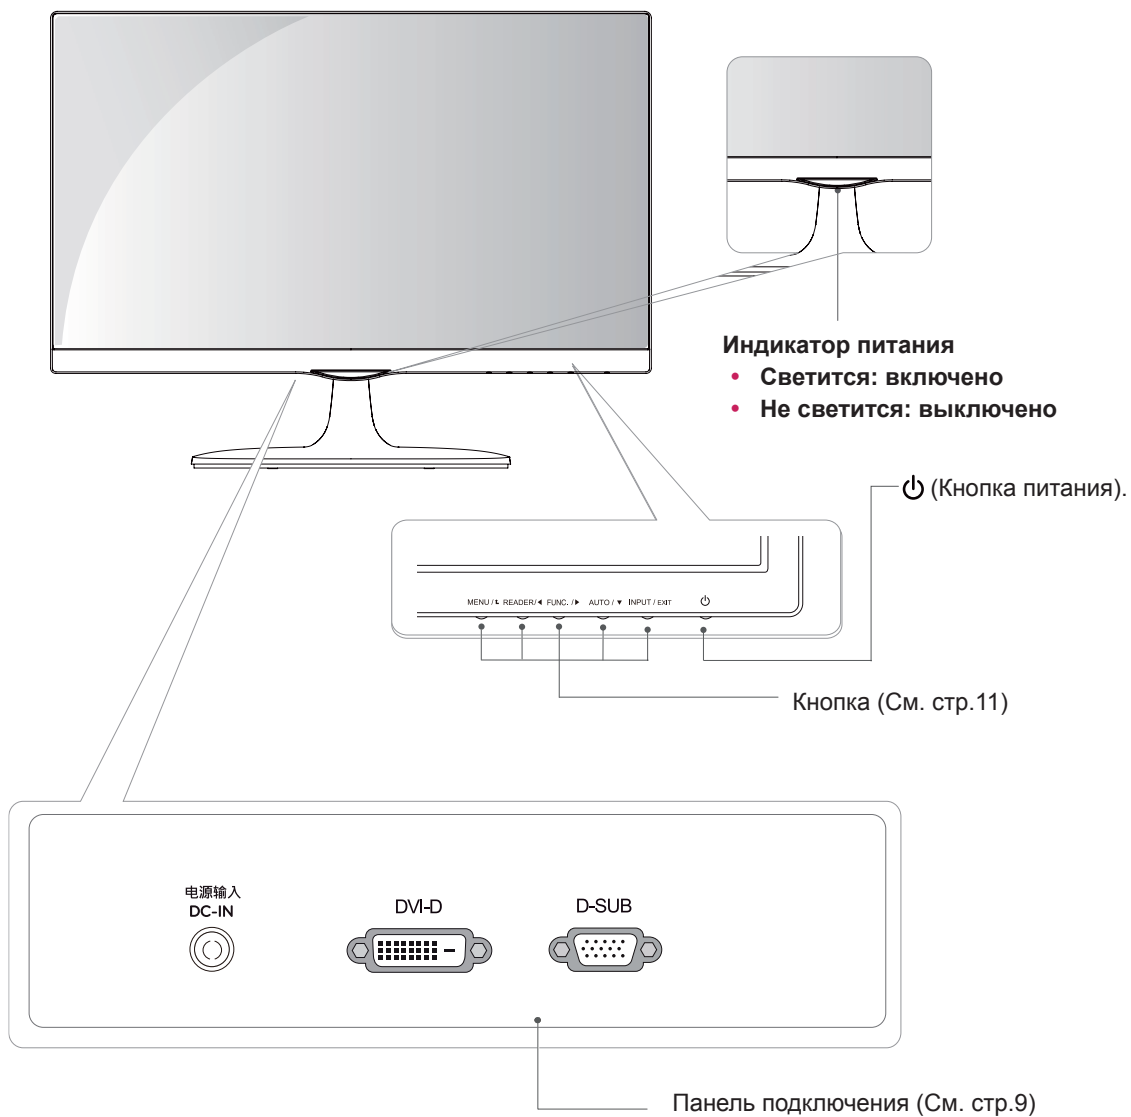 Индикатор питания
• Светится: включено
• Не светится: выключено
(Кнопка питания).
MENU / READER/◄ FUNC. /► AUTO / ▼ INPUT / EXIT
Кнопка (См. стр.11)
电源输入
DC-IN
DVI-D
D-SUB
Панель подключения (См. стр.9)